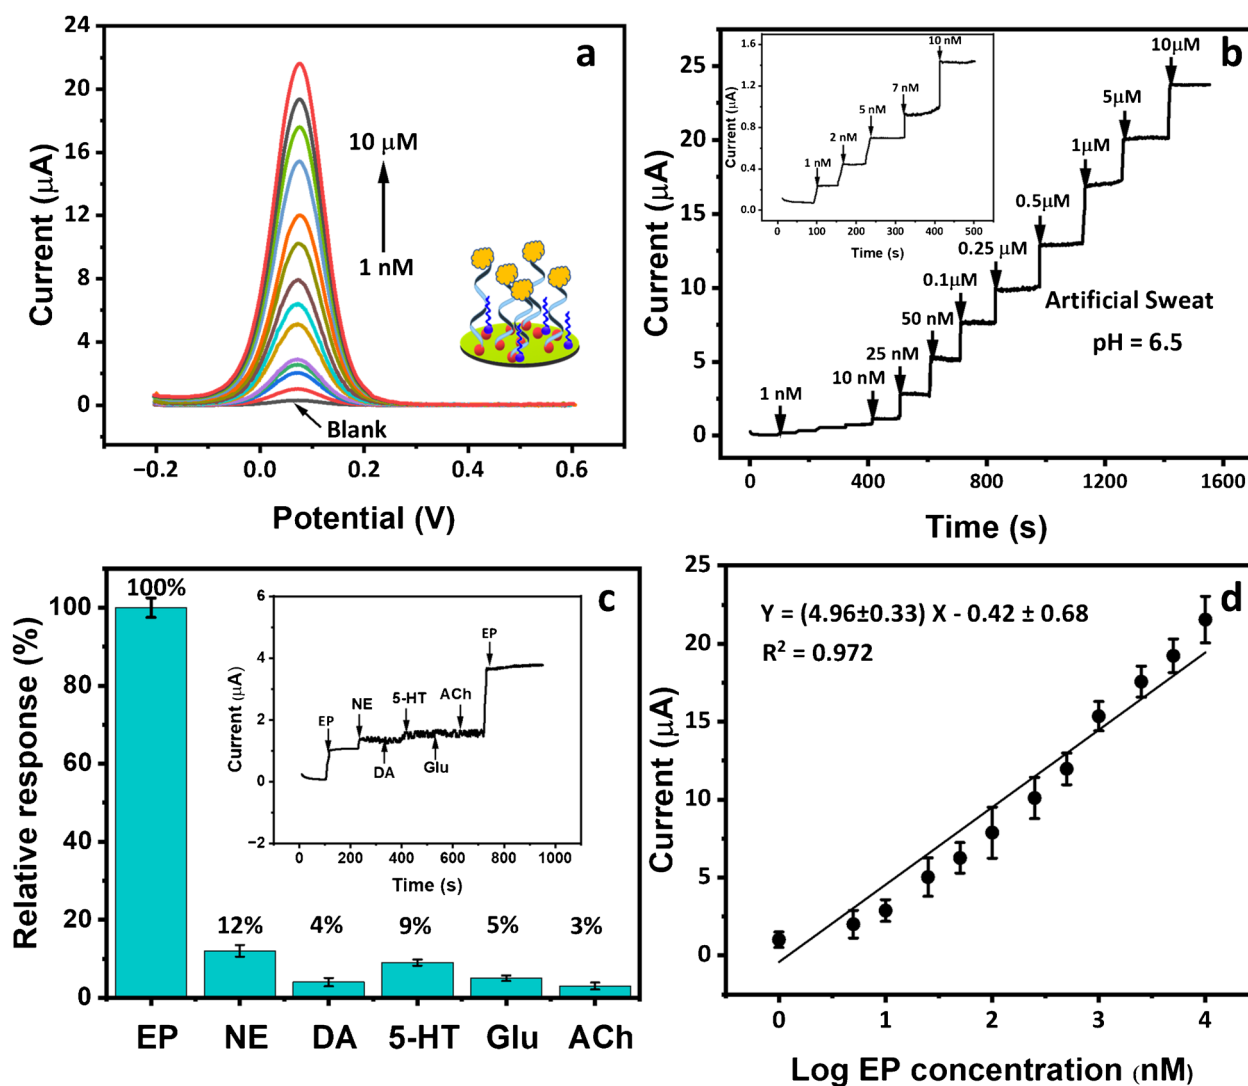 a
24
20
16
12
8
4
0
Current (μA)
10 μM
1 nM
Blank
−0.2
0.0
0.2
0.4
0.6
Potential (V)
b
25
20
15
10
5
0
Current (μA)
1.6
1.2
0.8
0.4
0.0
Current (μA)
1 nM
2 nM
5 nM
7 nM
10 nM
0
100
200
300
400
500
Time (s)
1 nM
10 nM
25 nM
50 nM
0.1μM
0.25 μM
0.5μM
1μM
5μM
10μM
Artificial Sweat
pH = 6.5
0
400
800
1200
1600
Time (s)
c
100
80
60
40
20
0
Relative response (%)
100%
12%
4%
9%
5%
3%
6
4
2
0
−2
Current (μA)
EP
NE
DA
5-HT
Glu
ACh
EP
0
200
400
600
800
1000
Time (s)
EP
NE
DA
5-HT
Glu
ACh
d
25
20
15
10
5
0
Current (μA)
Y = (4.96±0.33) X - 0.42 ± 0.68
R² = 0.972
0
1
2
3
4
Log EP concentration (nM)